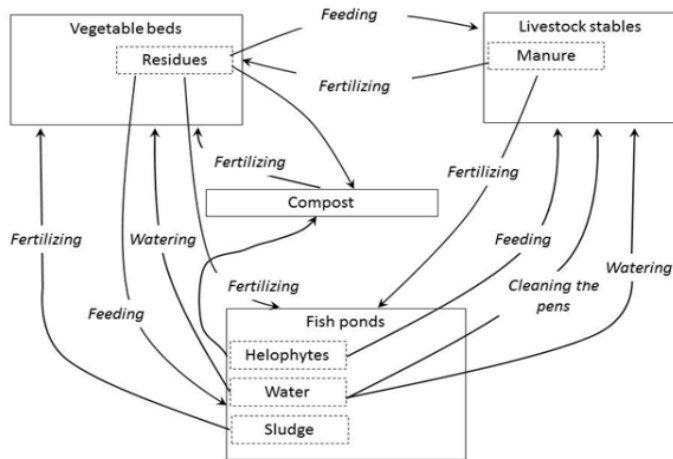 Feeding
Vegetable beds
Livestock stables
Residues
Manure
Fertilizing
Fertilizing
Fertilizing
Compost
Fertilizing
Watering
Feeding
Watering
Cleaning the
pens
Fertilizing
Feeding
Fish ponds
Helophytes
Water
Sludge